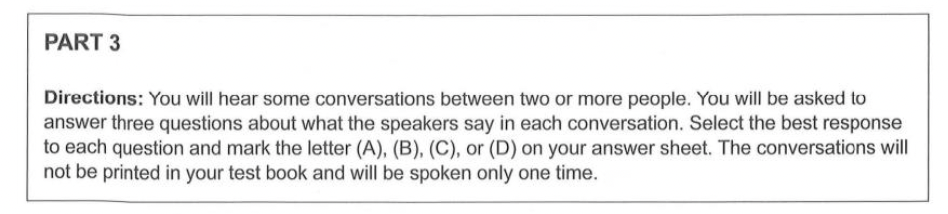 PART 3
Directions: You will hear some conversations between two or more people. You will be asked to
answer three questions about what the speakers say in each conversation. Select the best response
to each question and mark the letter (A), (B), (C), or (D) on your answer sheet. The conversations will
not be printed in your test book and will be spoken only one time.